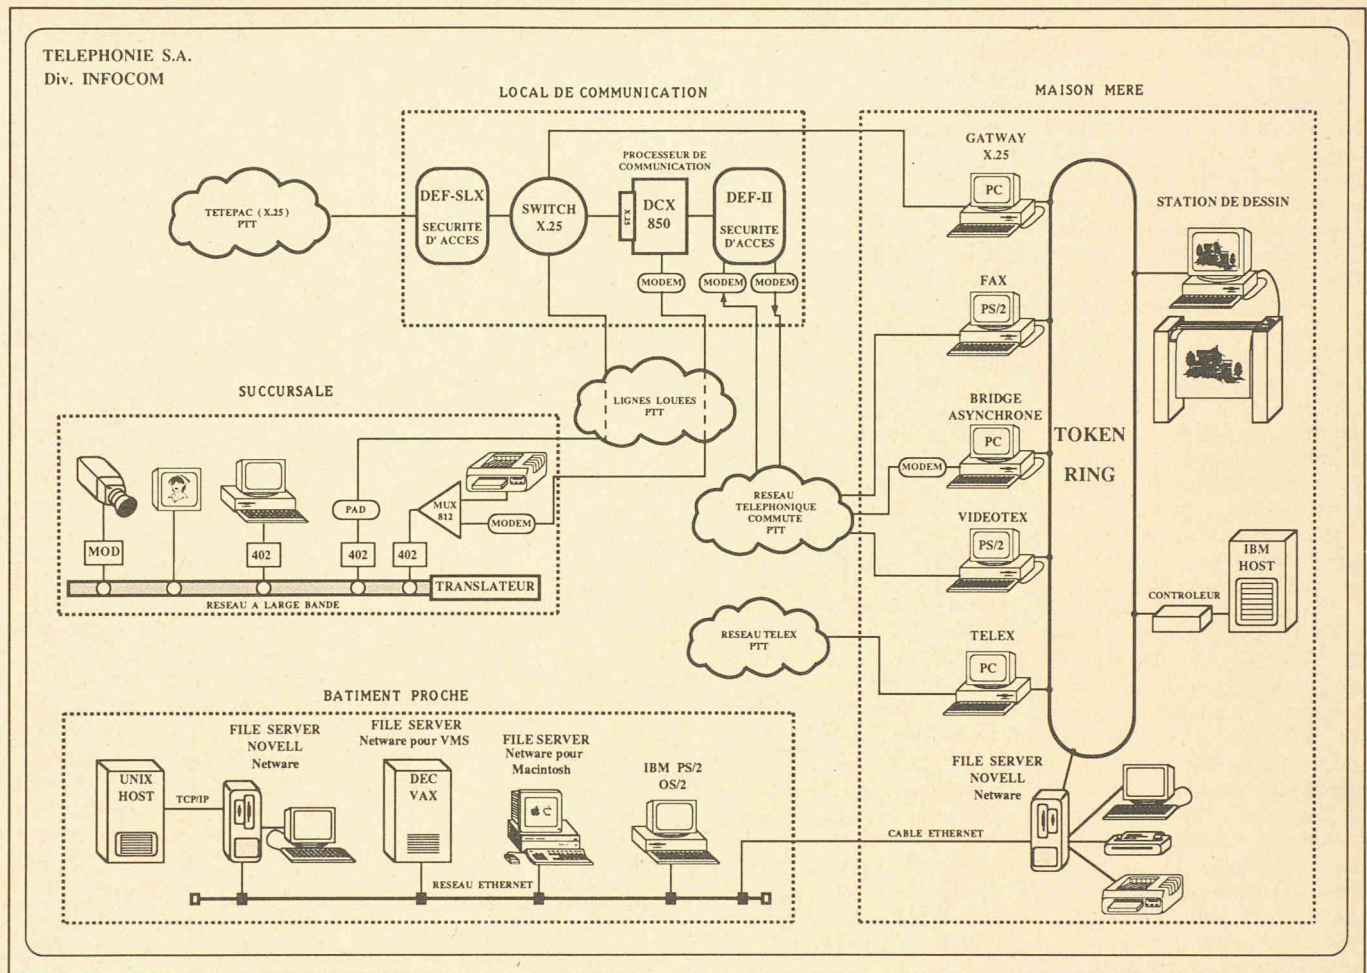 TELEPHONIE S.A.
Div. INFOCOM
LOCAL DE COMMUNICATION
MAISON MERE
TETEPAC ( X.25 )
PTT
DEF-SLX
SECURITE
D' ACCES
SWITCH
X.25
PROCESSEUR DE
COMMUNICATION
X.25
DCX
850
DEF-II
SECURITE
D'ACCES
MODEM
MODEM
MODEM
GATWAY
X.25
PC
STATION DE DESSIN
FAX
PS/2
LIGNES LOUEES
PTT
SUCCURSALE
BRIDGE
ASYNCHRONE
PC
MODEM
TOKEN
RING
RESEAU
TELEPHONIQUE
COMMUTE
PTT
VIDEOTEX
PS/2
IBM
HOST
CONTROLEUR
PAD
MUX
812
MODEM
MOD
402
402
402
TRANSLATEUR
RESEAU A LARGE BANDE
RESEAU TELEX
PTT
TELEX
PC
BATIMENT PROCHE
FILE SERVER
NOVELL
Netware
FILE SERVER
Netware pour VMS
FILE SERVER
Netware pour
Macintosh
IBM PS/2
OS/2
UNIX
HOST
TCP/IP
DEC
VAX
RESEAU ETHERNET
CABLE ETHERNET
FILE SERVER
NOVELL
Netware